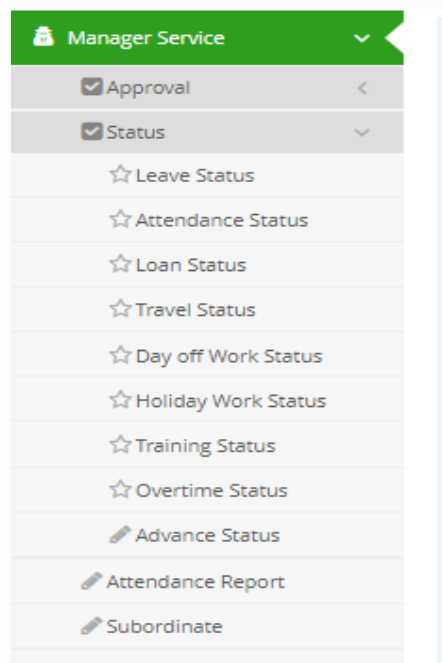 Manager Service
Approval
Status
Leave Status
Attendance Status
Loan Status
Travel Status
Day off Work Status
Holiday Work Status
Training Status
Overtime Status
Advance Status
Attendance Report
Subordinate